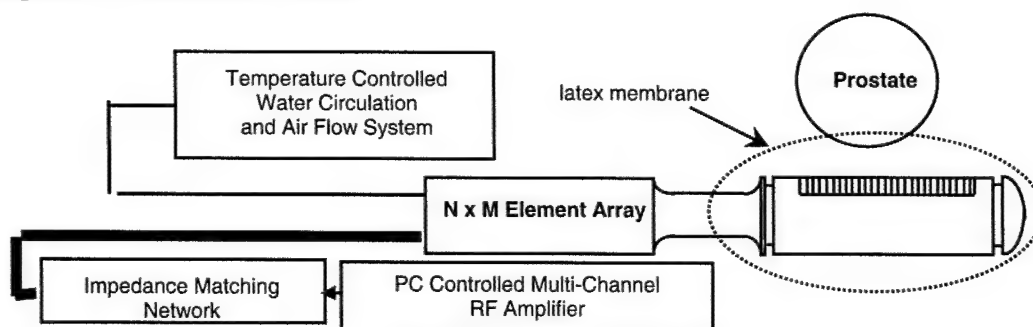 Temperature Controlled
Water Circulation
and Air Flow System
latex membrane
Prostate
N x M Element Array
Impedance Matching
Network
PC Controlled Multi-Channel
RF Amplifier